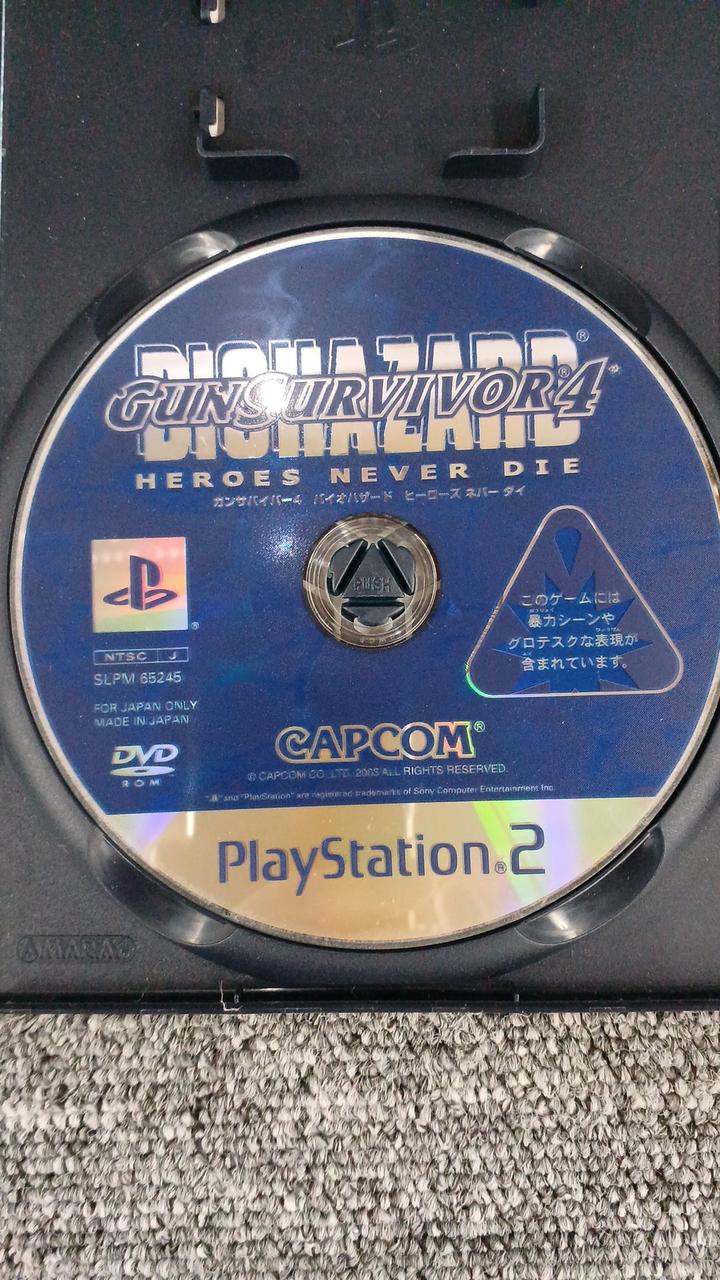 BIOHAZARD®
GUNSURVIVOR®4
HEROES NEVER DIE
ガンサバイバー4 バイオハザード ヒーローズ ネバー ダイ
PUSH
このゲームには
暴力シーンや
グロテスクな表現が
含まれています。
NTSC J
SLPM 65245
FOR JAPAN ONLY
MADE IN JAPAN
DVD
ROM
CAPCOM®
© CAPCOM CO., LTD. 2003 ALL RIGHTS RESERVED.
" " and "PlayStation" are registered trademarks of Sony Computer Entertainment Inc.
PlayStation®2
AMARAY